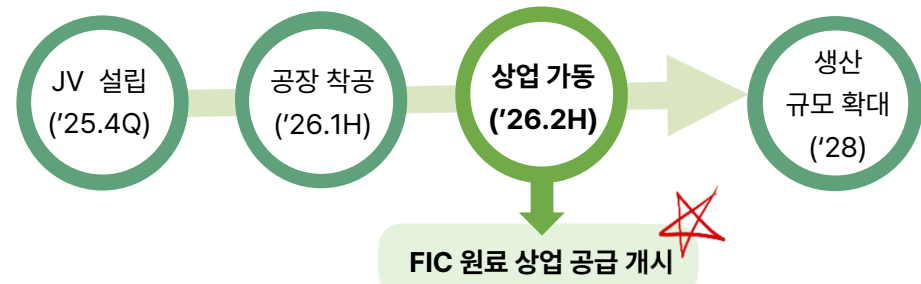 JV 설립
('25.4Q)
공장 착공
('26.1H)
상업 가동
('26.2H)
생산
규모 확대
('28)
FIC 원료 상업 공급 개시